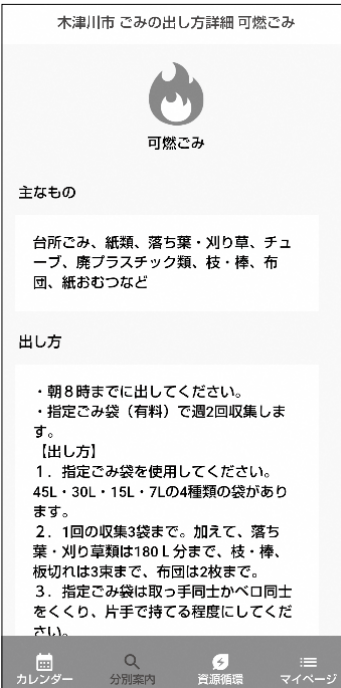 木津川市 ごみの出し方詳細 可燃ごみ
可燃ごみ
主なもの
台所ごみ、紙類、落ち葉・刈り草、チュ
ーブ、廃プラスチック類、枝・棒、布
団、紙おむつなど
出し方
・朝８時までに出してください。
・指定ごみ袋（有料）で週2回収集しま
す。
【出し方】
１．指定ごみ袋を使用してください。
45L・30L・15L・7Lの4種類の袋があり
ます。
２．1回の収集3袋まで。加えて、落ち
葉・刈り草類は180Ｌ分まで、枝・棒、
板切れは3束まで、布団は2枚まで。
３．指定ごみ袋は取っ手同士かベロ同士
をくくり、片手で持てる程度にしてくだ
さい。
カレンダー
分別案内
資源循環
マイページ